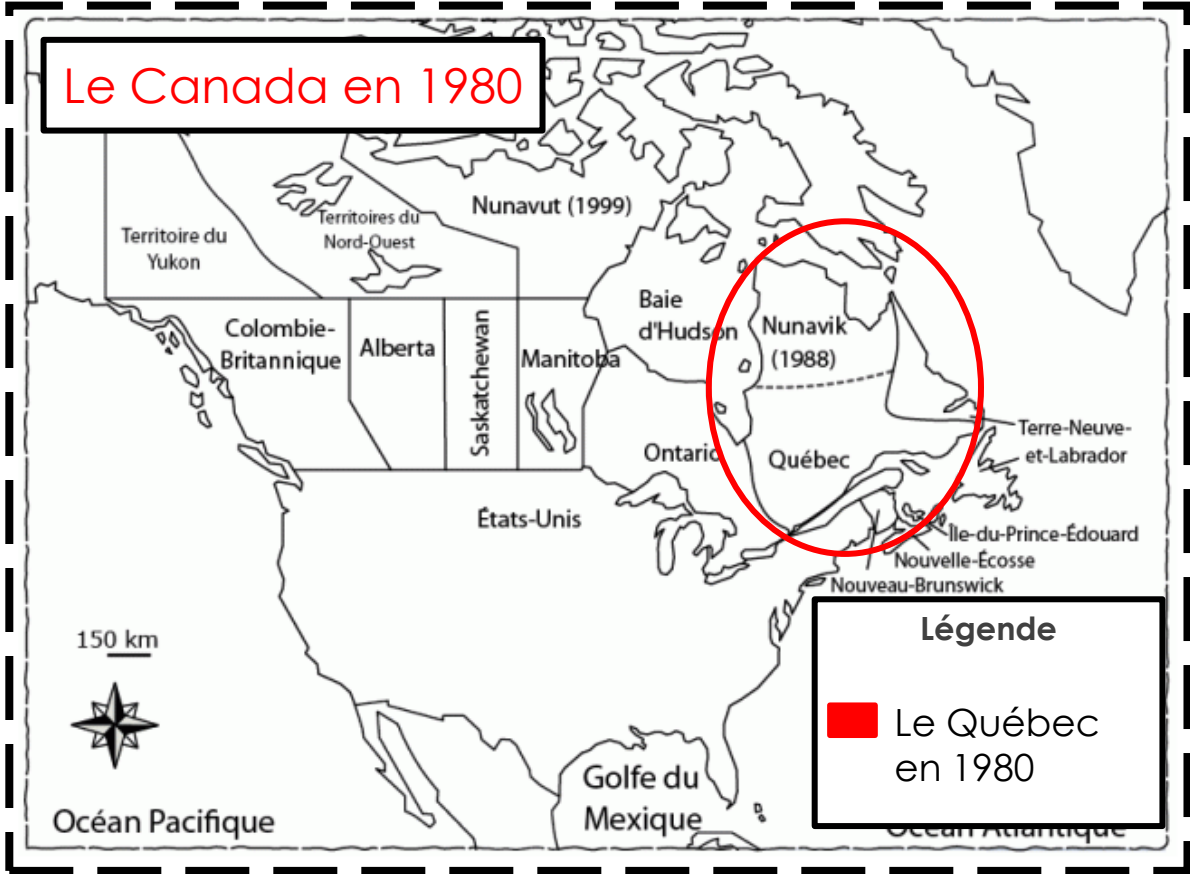 Le Canada en 1980
Nunavut (1999)
Territoires du
Nord-Ouest
Territoire du
Yukon
Baie
d'Hudson
Nunavik
(1988)
Colombie-
Britannique
Alberta
Saskatchewan
Manitoba
Ontario
Québec
Terre-Neuve-
et-Labrador
États-Unis
Île-du-Prince-Édouard
Nouvelle-Écosse
Nouveau-Brunswick
150 km
Légende
Le Québec
en 1980
Golfe du
Mexique
Océan Pacifique
Océan Atlantique